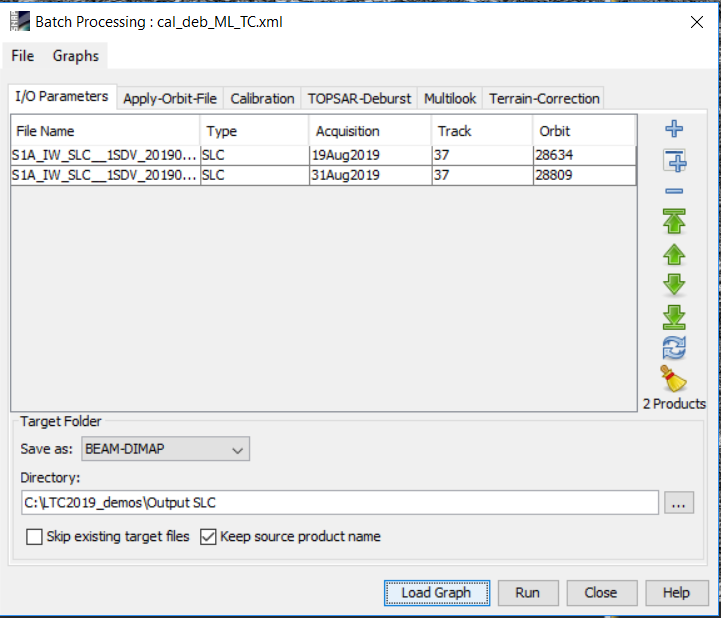 Batch Processing : cal_deb_ML_TC.xml
File Graphs
I/O Parameters Apply-Orbit-File Calibration TOPSAR-Deburst Multilook Terrain-Correction
File Name Type Acquisition Track Orbit
S1A_IW_SLC__1SDV_20190... SLC 19Aug2019 37 28634
S1A_IW_SLC__1SDV_20190... SLC 31Aug2019 37 28809
2 Products
Target Folder
Save as: BEAM-DIMAP
Directory:
C:\LTC2019_demos\Output SLC ...
Skip existing target files Keep source product name
Load Graph Run Close Help